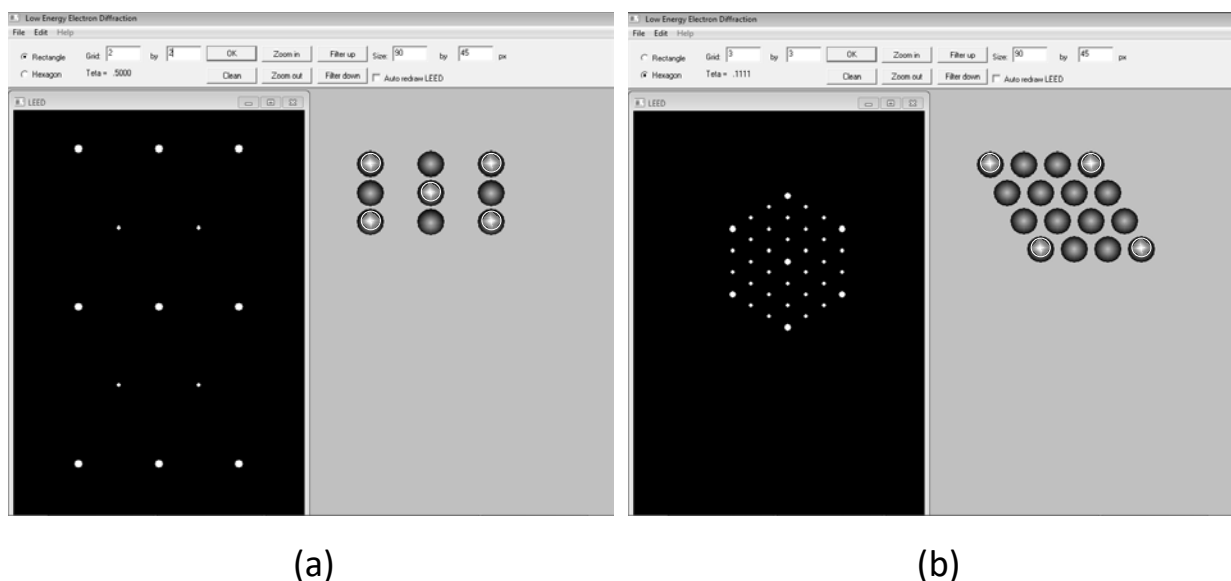 Low Energy Electron Diffraction
File Edit Help
Rectangle Grid: 2 by 2 OK Zoom in Filter up Size: 90 by 45 px
Hexagon Teta = .5000 Clean Zoom out Filter down Auto redraw LEED
LEED
(a)
Low Energy Electron Diffraction
File Edit Help
Rectangle Grid: 3 by 3 OK Zoom in Filter up Size: 90 by 45 px
Hexagon Teta = .1111 Clean Zoom out Filter down Auto redraw LEED
LEED
(b)